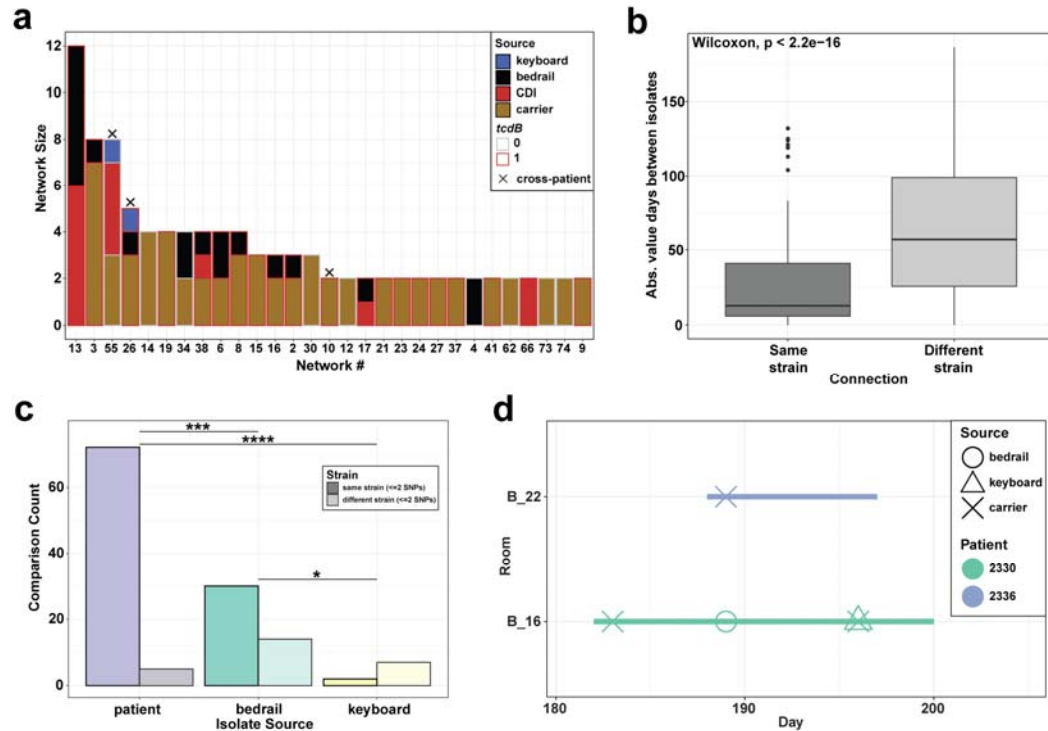 a
12
10
8
6
4
2
0
Network Size
13 3 55 26 14 19 34 38 6 8 15 16 2 30 10 12 17 21 23 24 27 37 4 41 62 66 73 74 9
Network #
Source
keyboard
bedrail
CDI
carrier
tcdB
0
1
cross-patient
b
Wilcoxon, p < 2.2e−16
150
100
50
0
Abs. value days between isolates
Same strain
Different strain
Connection
c
60
40
20
0
Comparison Count
***
****
*
Strain
same strain (<=2 SNPs)
different strain (<=2 SNPs)
patient bedrail keyboard
Isolate Source
d
B_22
B_16
Room
180 190 200
Day
Source
bedrail
keyboard
carrier
Patient
2330
2336